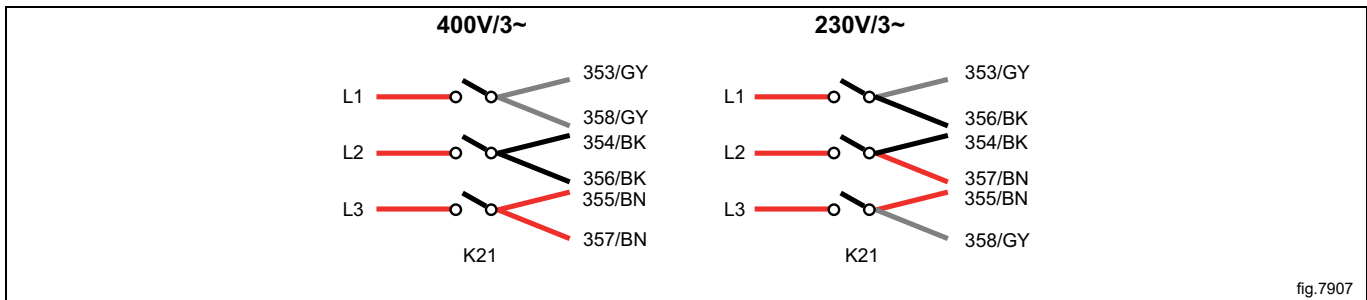 400V/3~
L1
353/GY
358/GY
L2
354/BK
356/BK
L3
355/BN
357/BN
K21
230V/3~
L1
353/GY
356/BK
L2
354/BK
357/BN
L3
355/BN
358/GY
K21
fig.7907